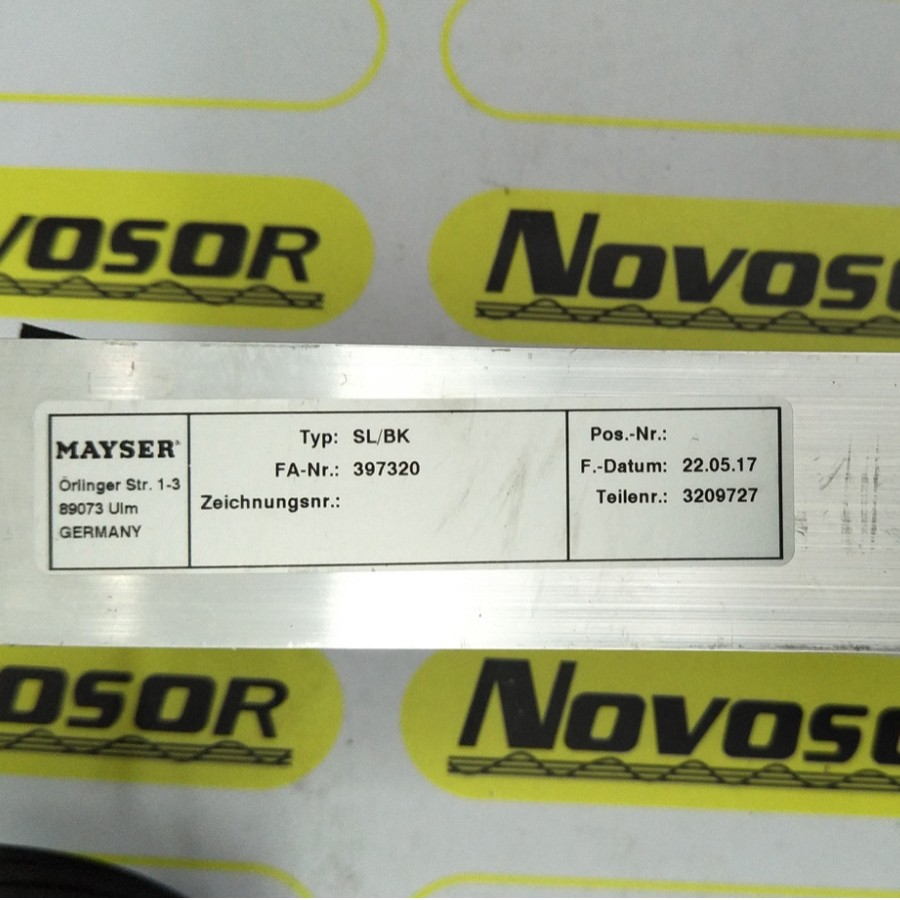 VOSOR
NOVOSO
MAYSER
Örlinger Str. 1-3
89073 Ulm
GERMANY
Typ: SL/BK
FA-Nr.: 397320
Zeichnungsnr.:
Pos.-Nr.:
F.-Datum: 22.05.17
Teilenr.: 3209727
OSOR
NOVOSO